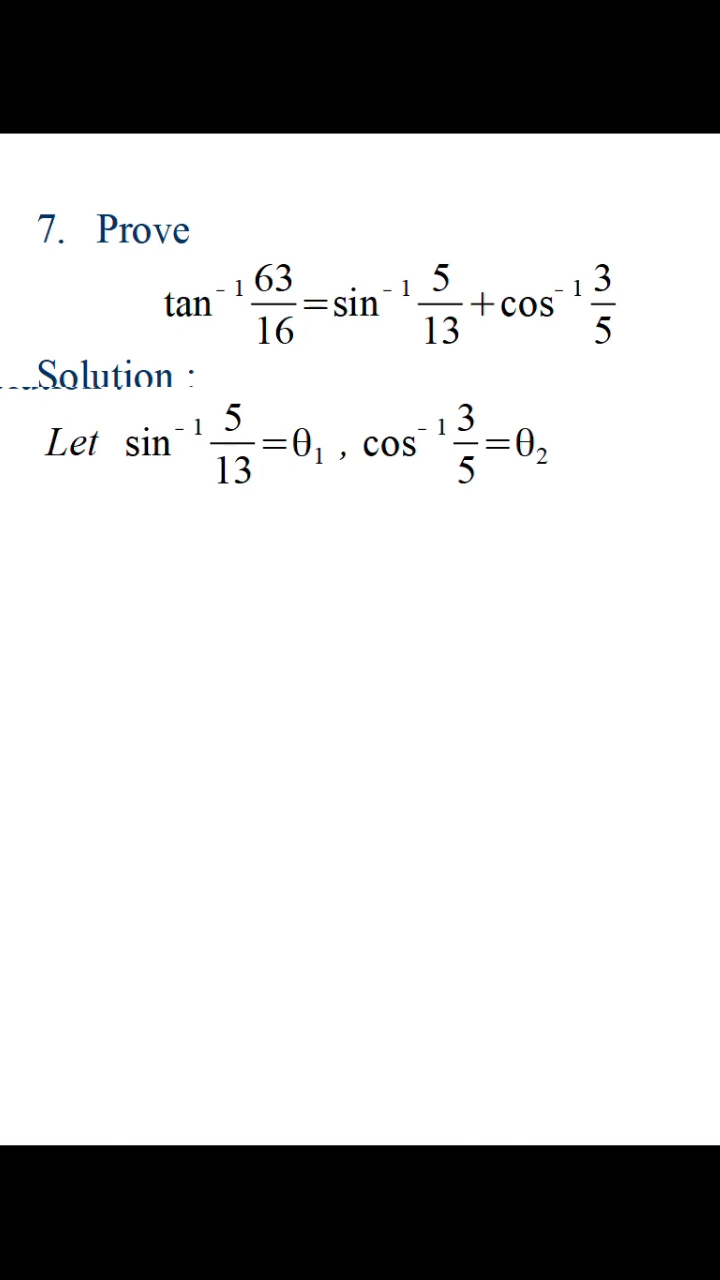 7. Prove
tan⁻¹ 63/16 = sin⁻¹ 5/13 + cos⁻¹ 3/5
Solution :
Let sin⁻¹ 5/13 = θ₁ , cos⁻¹ 3/5 = θ₂